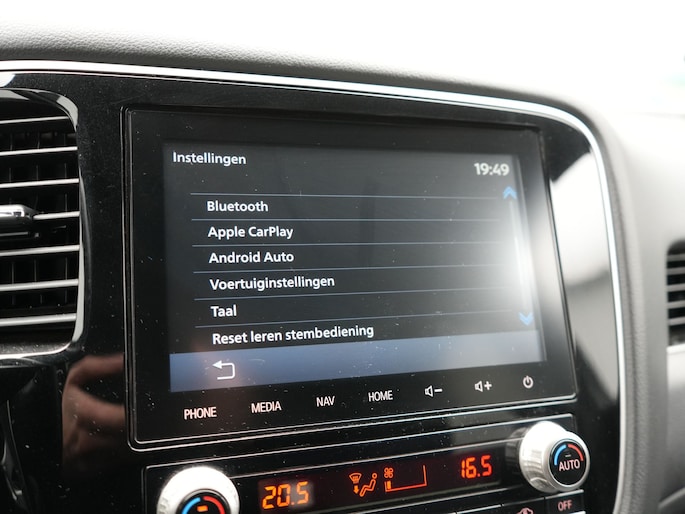 Instellingen 19:49
Bluetooth
Apple CarPlay
Android Auto
Voertuiginstellingen
Taal
Reset leren stembediening
PHONE MEDIA NAV HOME
20.5 16.5
AUTO
OFF